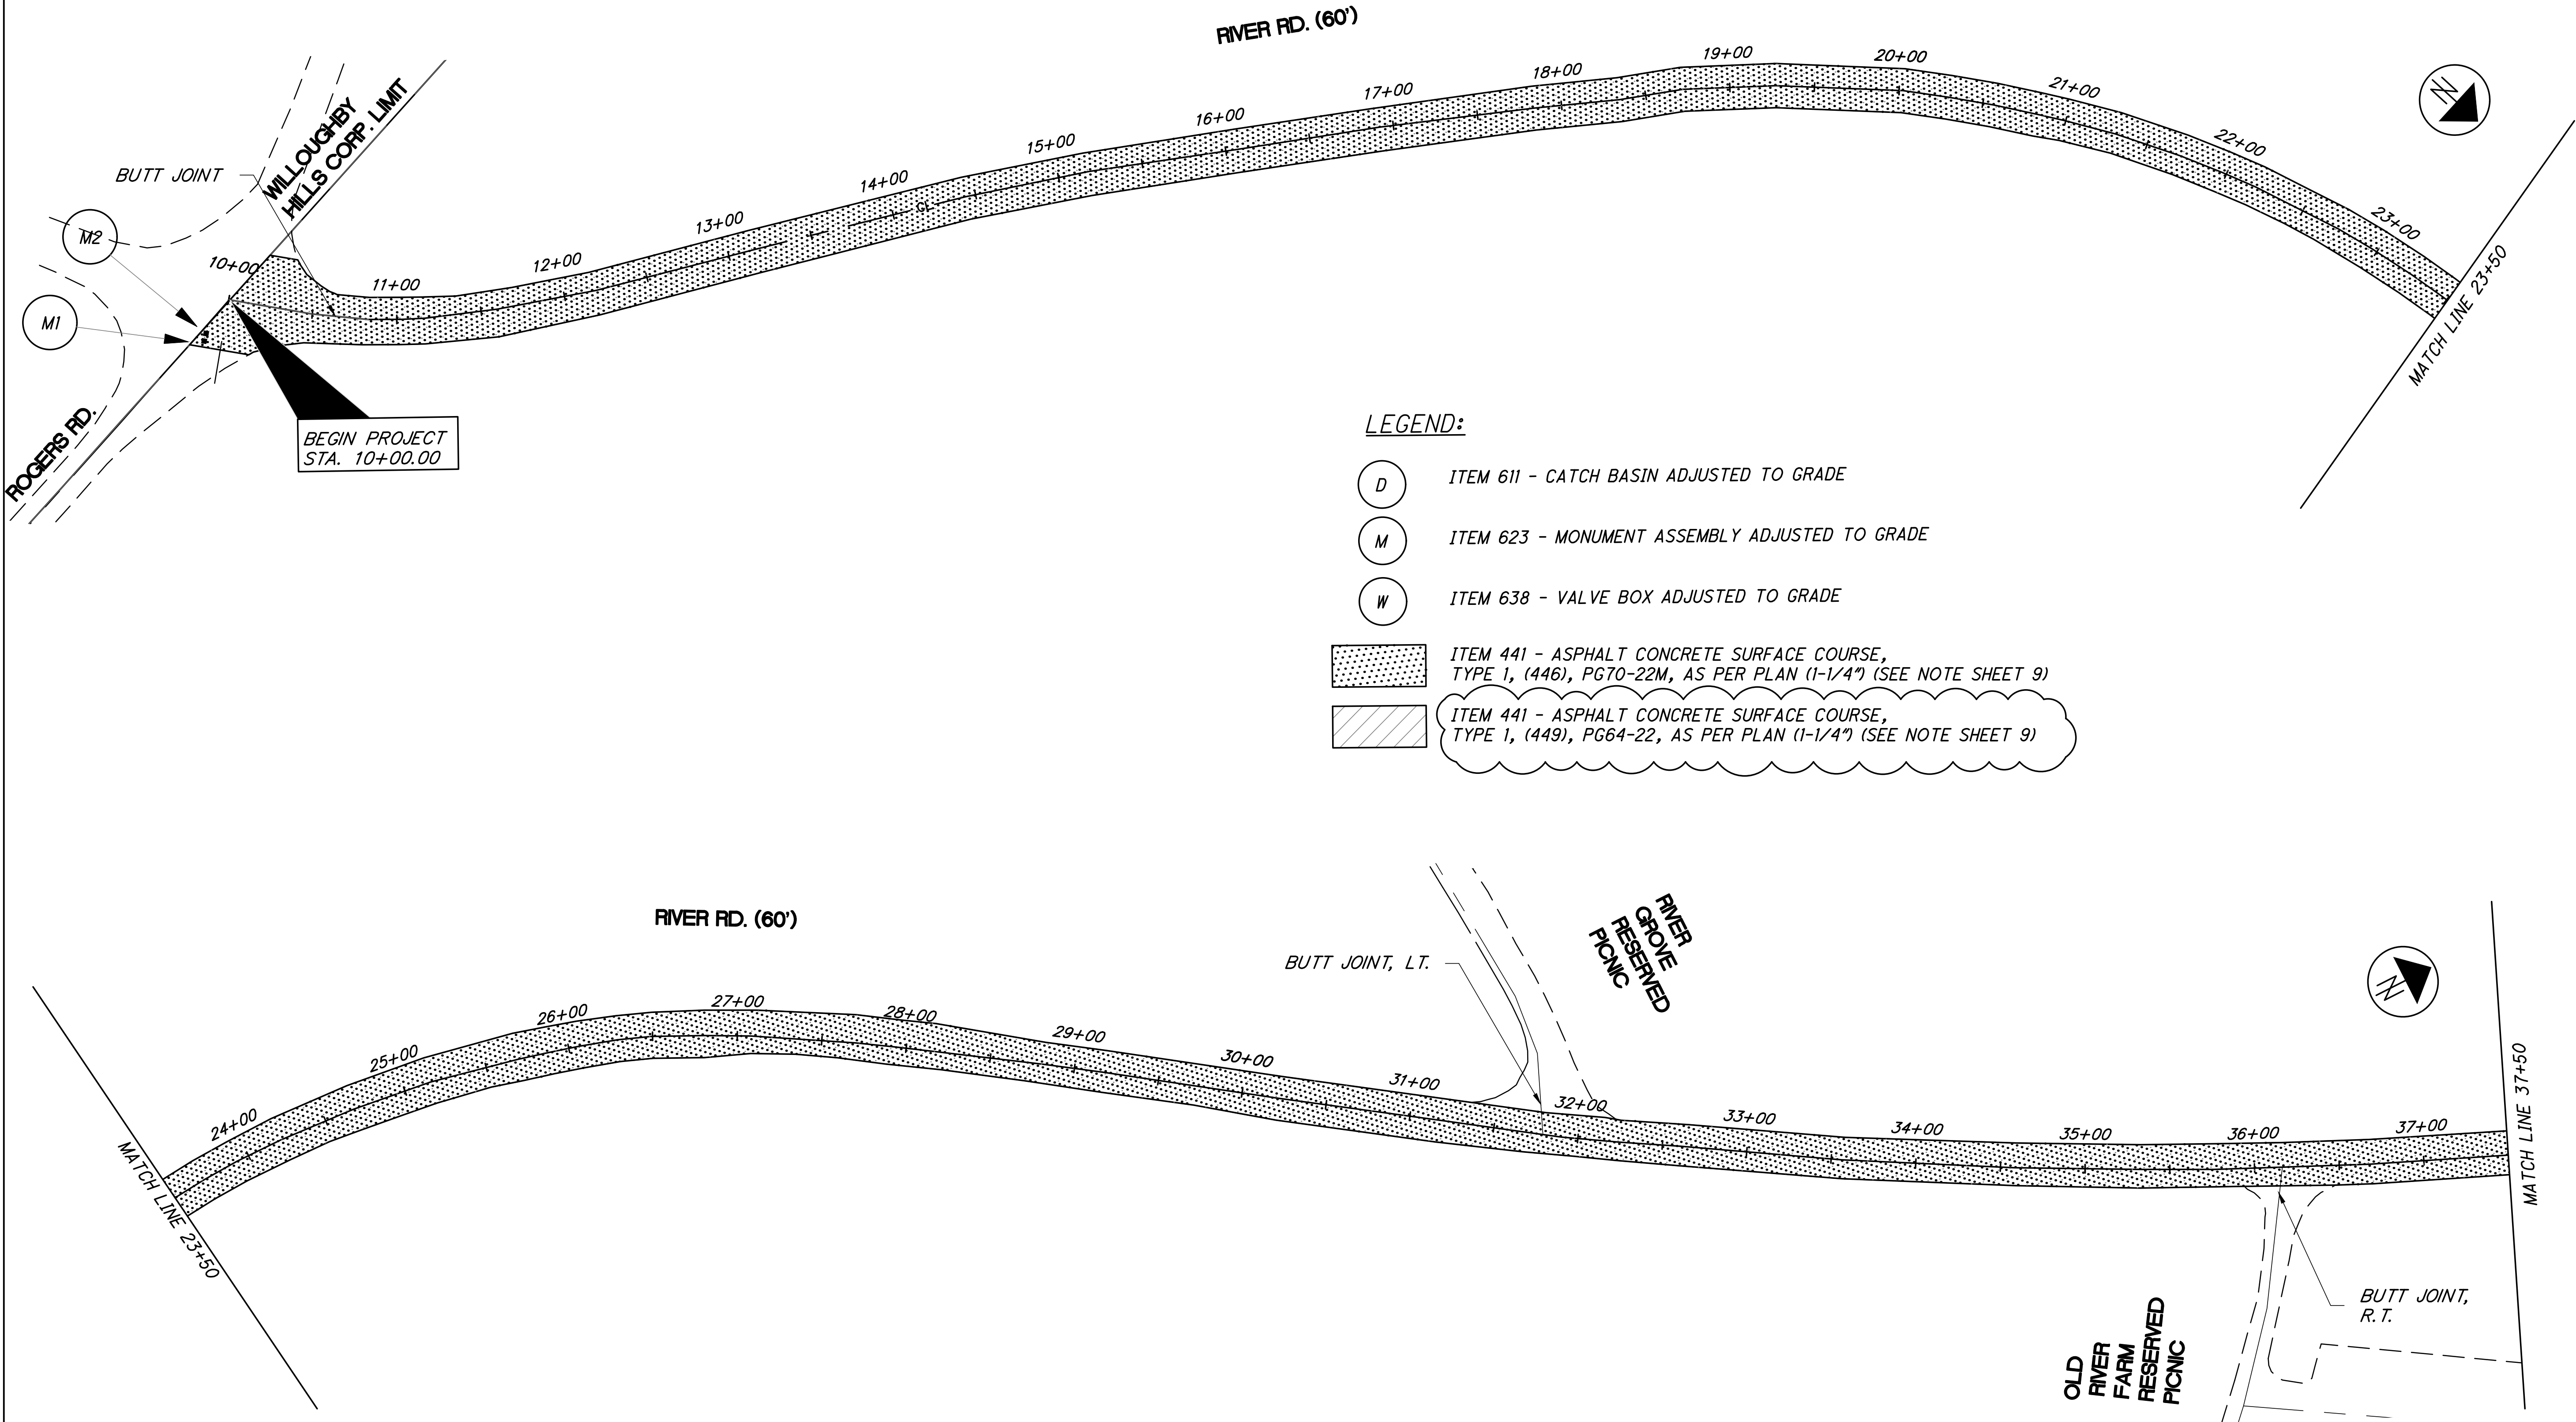 RIVER RD. (60')
WILLOUGHBY
HILLS CORP. LIMIT
BUTT JOINT
M2
M1
10+00
11+00
12+00
13+00
14+00
15+00
16+00
17+00
18+00
19+00
20+00
21+00
22+00
23+00
CL
N
MATCH LINE 23+50
ROGERS RD.
BEGIN PROJECT
STA. 10+00.00
LEGEND:
D
ITEM 611 - CATCH BASIN ADJUSTED TO GRADE
M
ITEM 623 - MONUMENT ASSEMBLY ADJUSTED TO GRADE
W
ITEM 638 - VALVE BOX ADJUSTED TO GRADE
ITEM 441 - ASPHALT CONCRETE SURFACE COURSE,
TYPE 1, (446), PG70-22M, AS PER PLAN (1-1/4") (SEE NOTE SHEET 9)
ITEM 441 - ASPHALT CONCRETE SURFACE COURSE,
TYPE 1, (449), PG64-22, AS PER PLAN (1-1/4") (SEE NOTE SHEET 9)
RIVER RD. (60')
BUTT JOINT, LT.
RIVER
GROVE
RESERVED
PICNIC
N
MATCH LINE 23+50
24+00
25+00
26+00
27+00
28+00
29+00
30+00
31+00
32+00
33+00
34+00
35+00
36+00
37+00
MATCH LINE 37+50
BUTT JOINT,
R.T.
OLD
RIVER
FARM
RESERVED
PICNIC